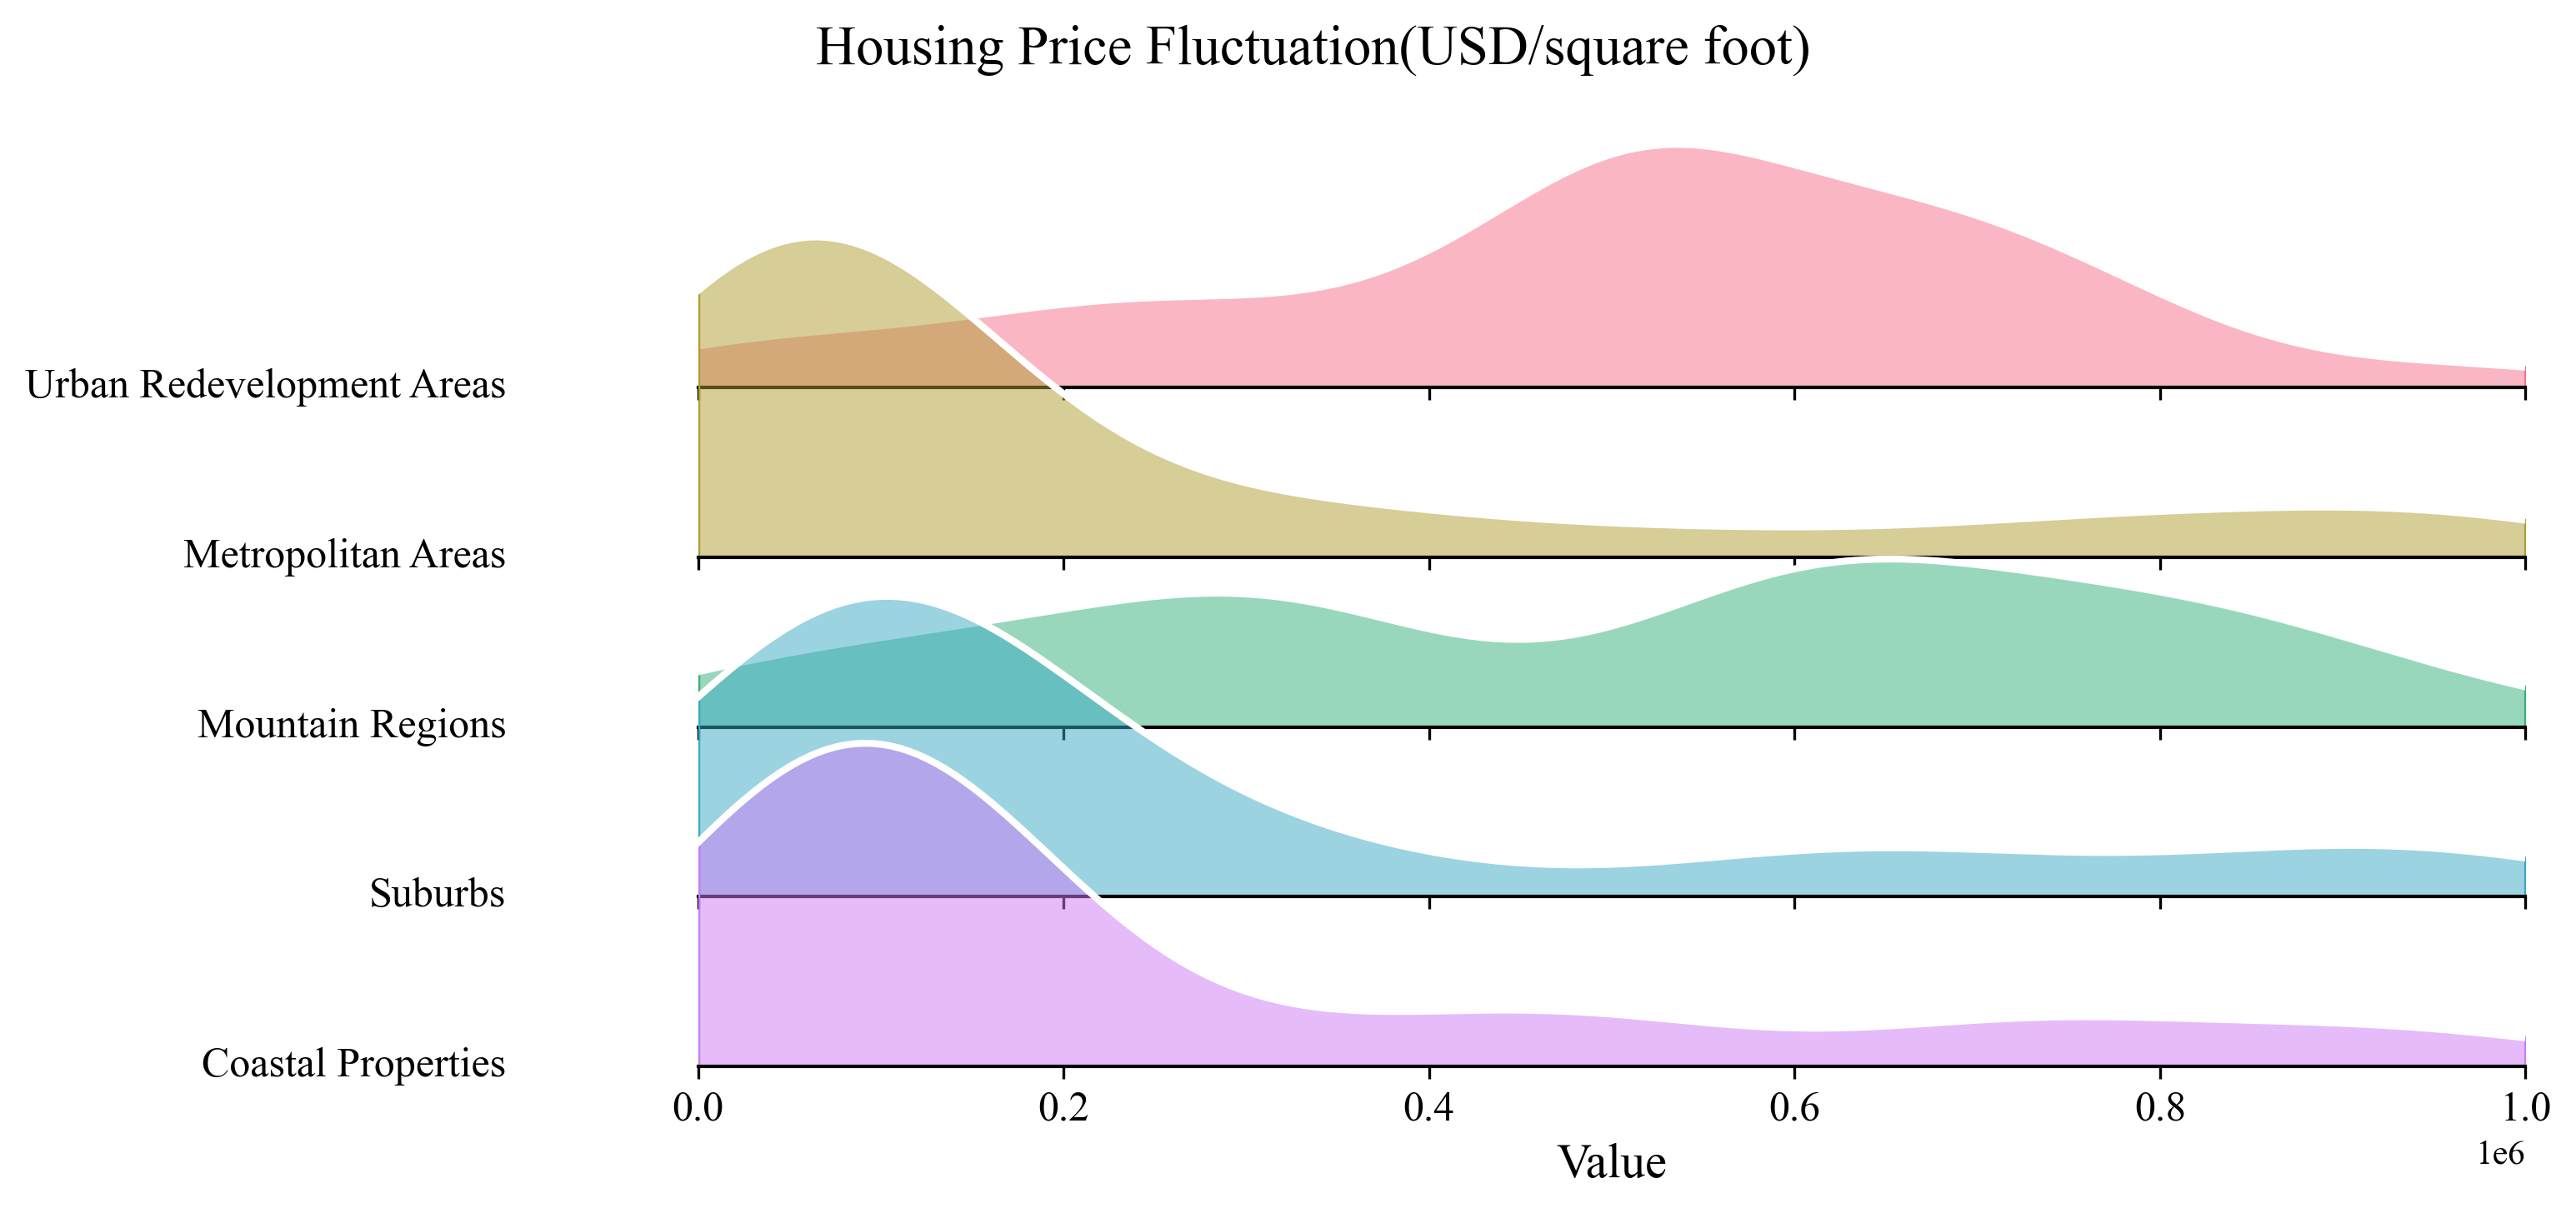 Housing Price Fluctuation(USD/square foot)
Urban Redevelopment Areas
Metropolitan Areas
Mountain Regions
Suburbs
Coastal Properties
0.0 0.2 0.4 0.6 0.8 1.0
1e6
Value